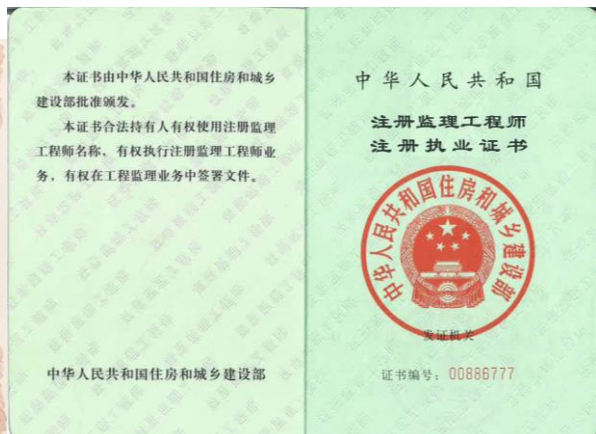 本证书由中华人民共和国住房和城乡
建设部批准颁发。
本证书合法持有人有权使用注册监理
工程师名称，有权执行注册监理工程师业
务，有权在工程监理业务中签署文件。
中华人民共和国住房和城乡建设部
中华人民共和国
注册监理工程师
注册执业证书
中华人民共和国住房和城乡建设部
发证机关
证书编号：00886777